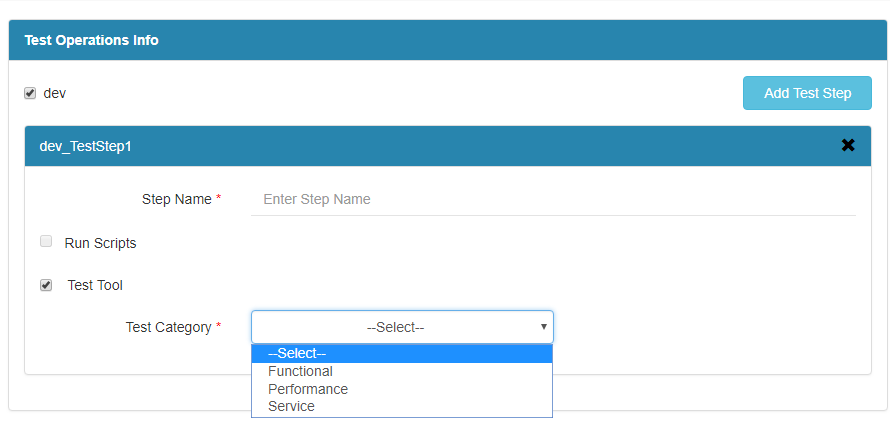 Test Operations Info
dev
Add Test Step
dev_TestStep1
Step Name *
Enter Step Name
Run Scripts
Test Tool
Test Category *
--Select--
--Select--
Functional
Performance
Service